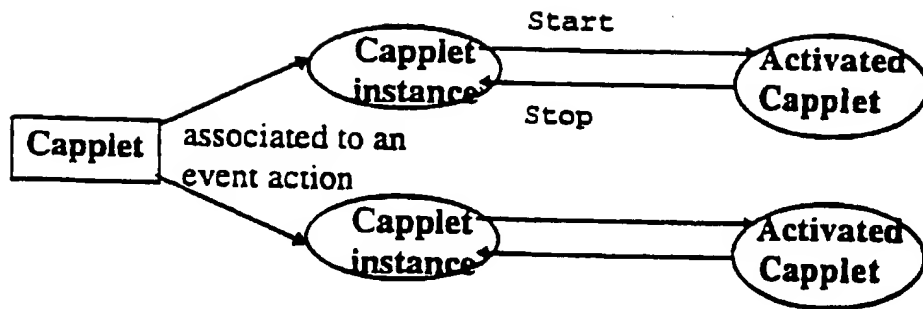 Start
Capplet
instance
Activated
Capplet
Stop
Capplet
associated to an
event action
Capplet
instance
Activated
Capplet